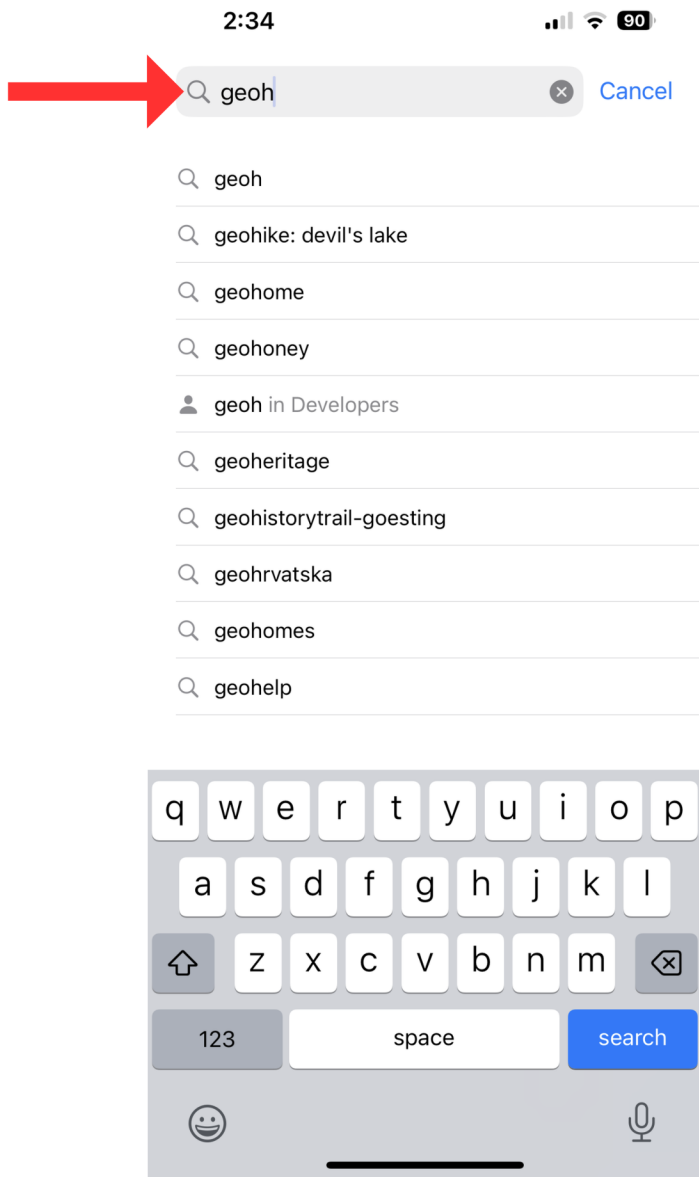 2:34
90
geoh
Cancel
geoh
geohike: devil's lake
geohome
geohoney
geoh in Developers
geoheritage
geohistorytrail-goesting
geohrvatska
geohomes
geohelp
q w e r t y u i o p
a s d f g h j k l
z x c v b n m
123 space search